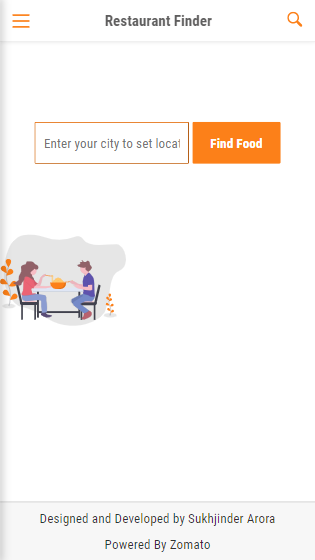 Restaurant Finder
Enter your city to set locat
Find Food
Designed and Developed by Sukhjinder Arora
Powered By Zomato